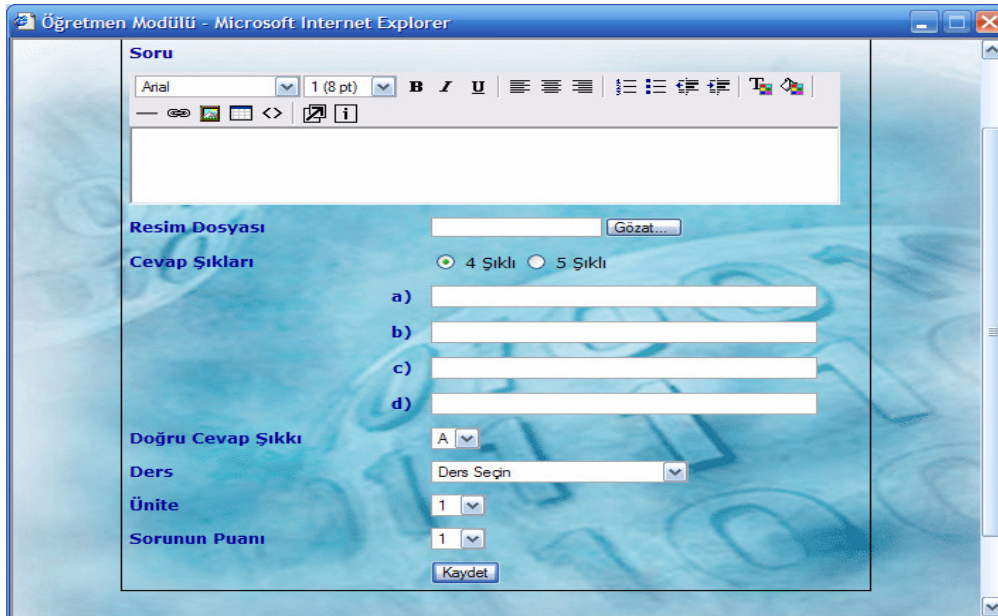 Öğretmen Modülü - Microsoft Internet Explorer
Soru
Arial 1 (8 pt) B I U
Resim Dosyası Gözat...
Cevap Şıkları 4 Şıklı 5 Şıklı
a)
b)
c)
d)
Doğru Cevap Şıkkı A
Ders Ders Seçin
Ünite 1
Sorunun Puanı 1
Kaydet